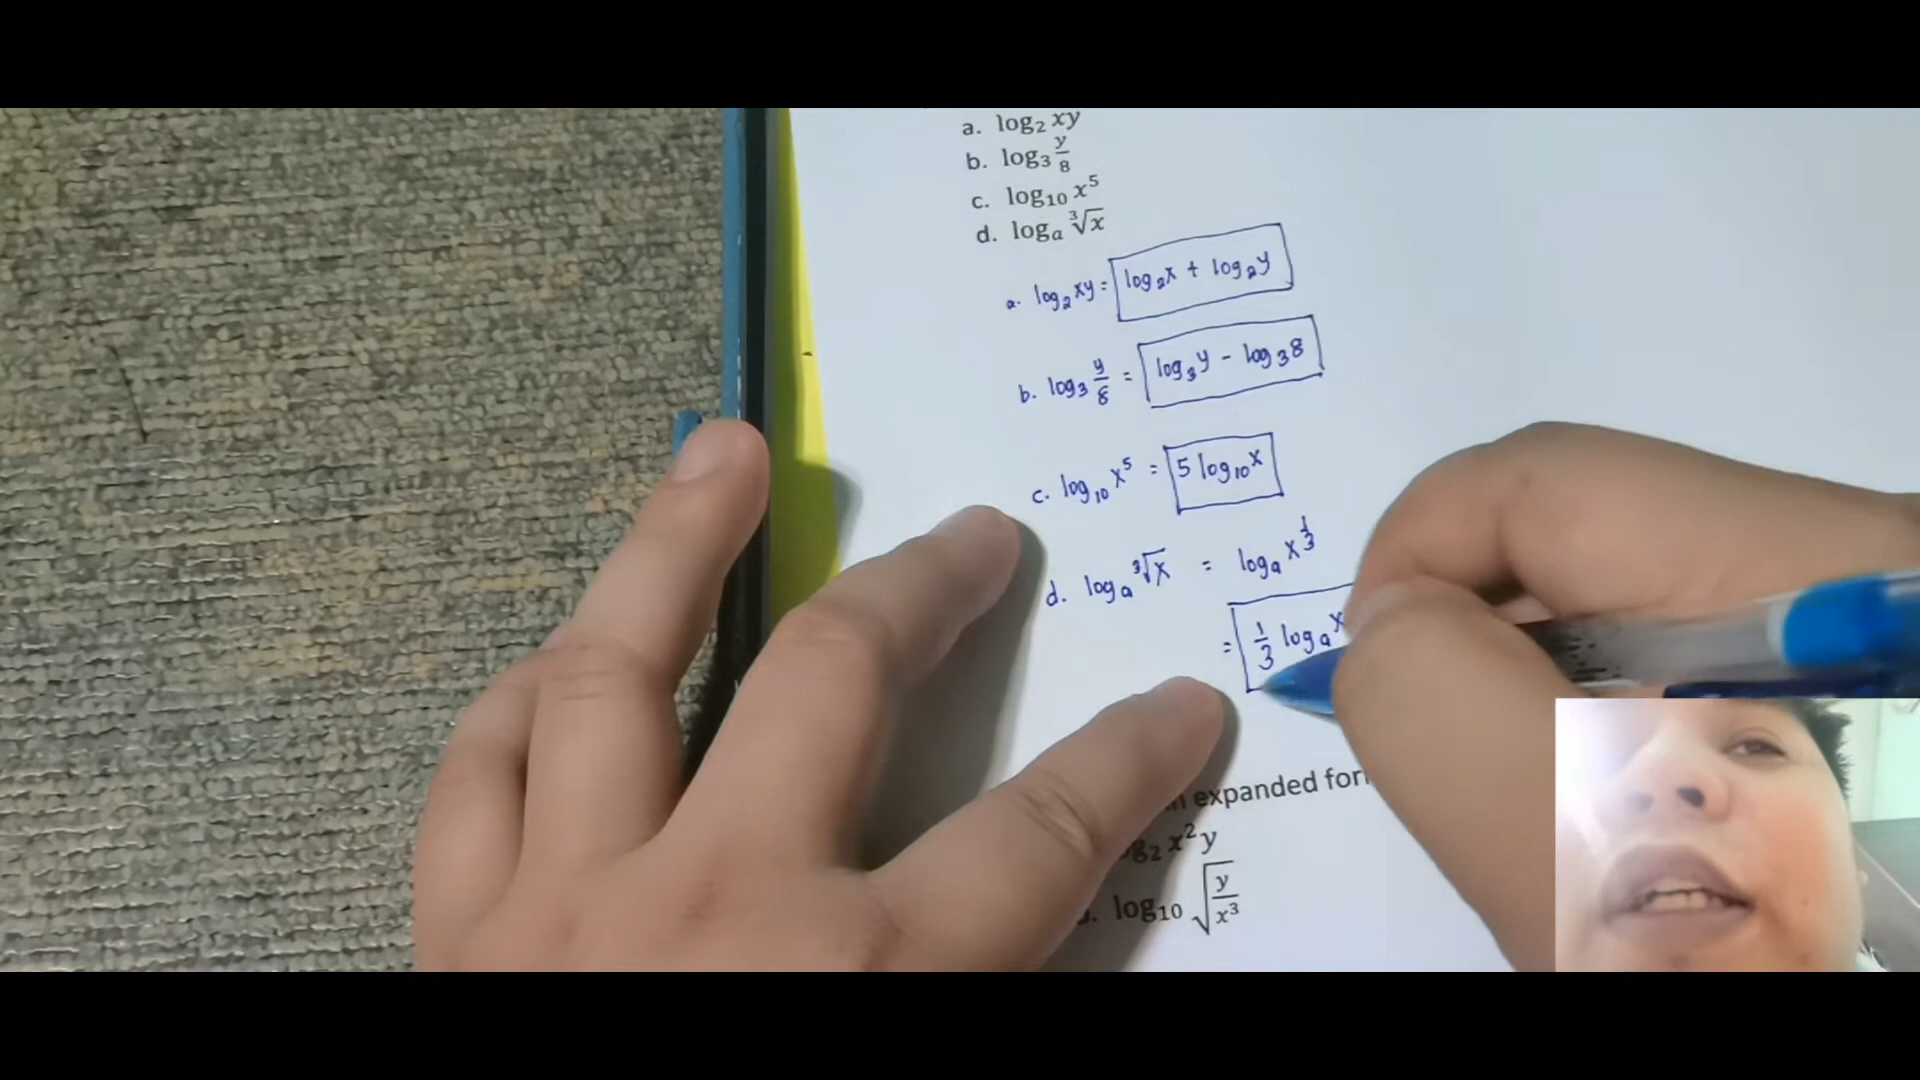 a. log₂ xy
b. log₃ y/8
c. log₁₀ x⁵
d. logₐ ∛x
a. log₂ xy = log₂ x + log₂ y
b. log₃ y/8 = log₃ y - log₃ 8
c. log₁₀ x⁵ = 5 log₁₀ x
d. logₐ ∛x = logₐ x^(1/3)
= 1/3 logₐ x
expanded
x²y
log₁₀ √(y/x³)